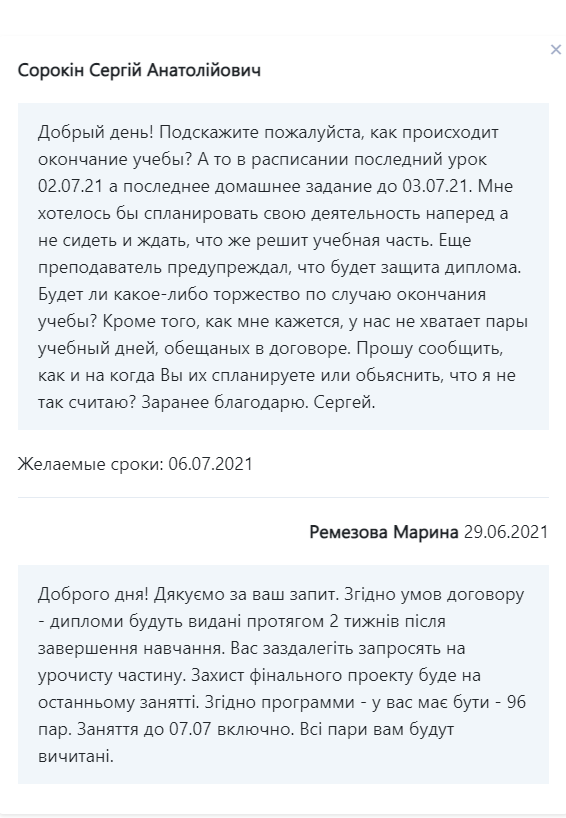 ×
Сорокін Сергій Анатолійович
Добрый день! Подскажите пожалуйста, как происходит
окончание учебы? А то в расписании последний урок
02.07.21 а последнее домашнее задание до 03.07.21. Мне
хотелось бы спланировать свою деятельность наперед а
не сидеть и ждать, что же решит учебная часть. Еще
преподаватель предупреждал, что будет защита диплома.
Будет ли какое-либо торжество по случаю окончания
учебы? Кроме того, как мне кажется, у нас не хватает пары
учебный дней, обещаных в договоре. Прошу сообщить,
как и на когда Вы их спланируете или обьяснить, что я не
так считаю? Заранее благодарю. Сергей.
Желаемые сроки: 06.07.2021
Ремезова Марина 29.06.2021
Доброго дня! Дякуємо за ваш запит. Згідно умов договору
- дипломи будуть видані протягом 2 тижнів після
завершення навчання. Вас заздалегіть запросять на
урочисту частину. Захист фінального проекту буде на
останньому занятті. Згідно программи - у вас має бути - 96
пар. Заняття до 07.07 включно. Всі пари вам будут
вичитані.